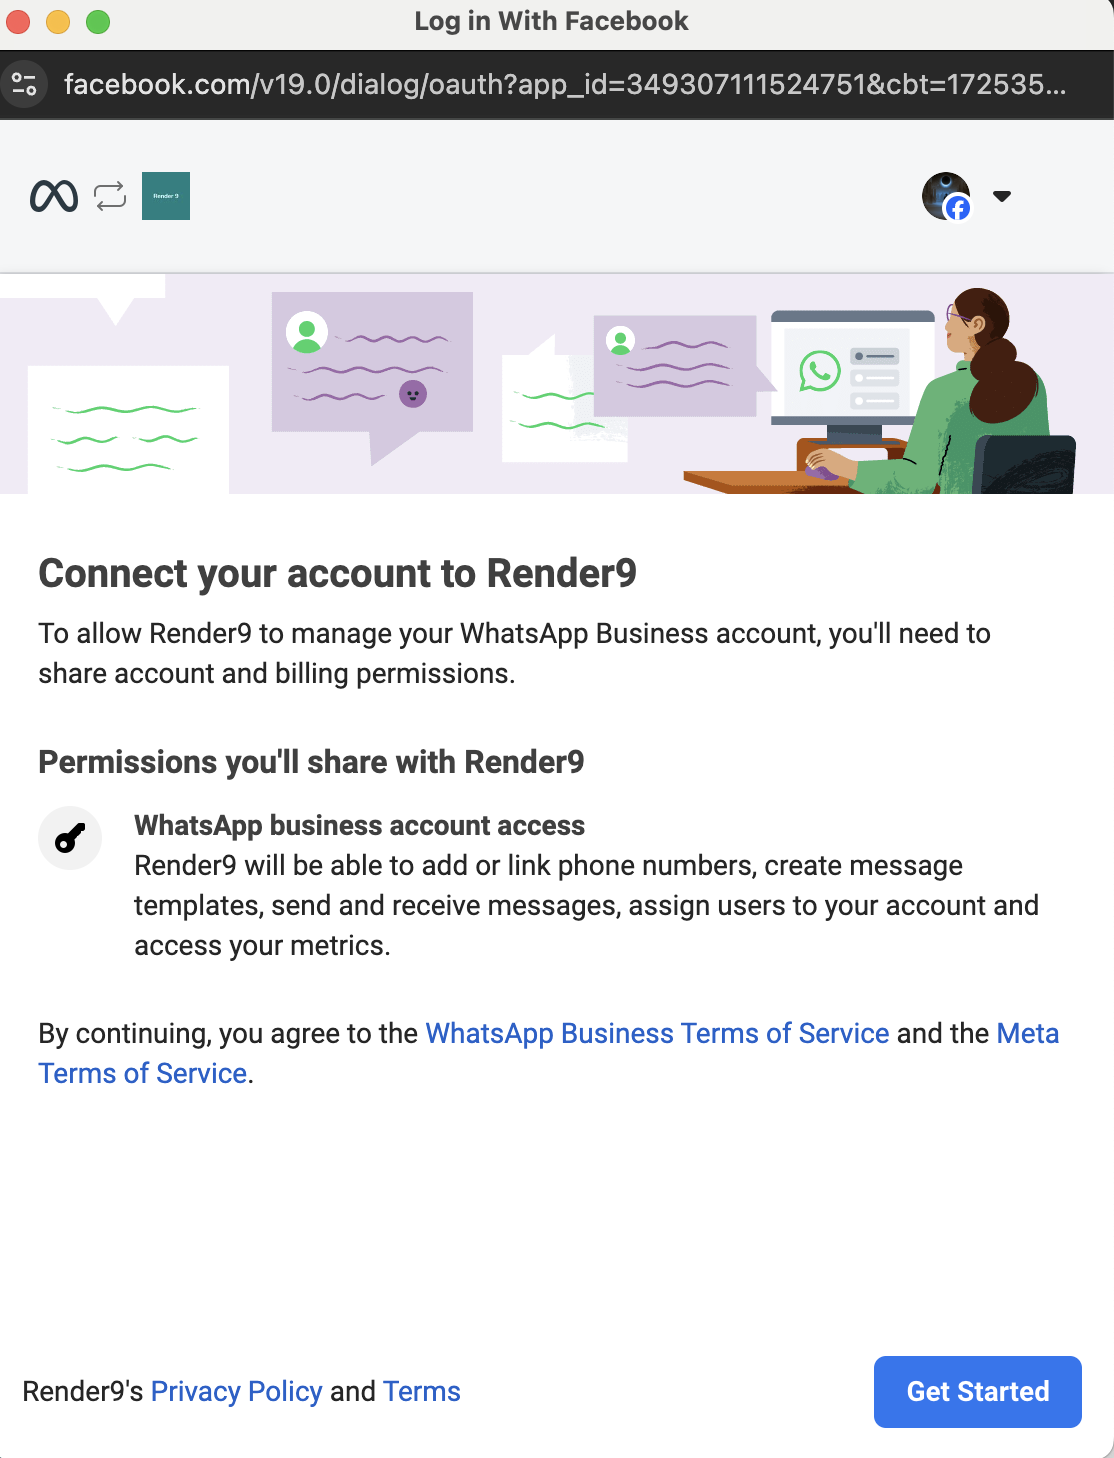 Log in With Facebook
facebook.com/v19.0/dialog/oauth?app_id=349307111524751&cbt=172535...
Render 9
Connect your account to Render9
To allow Render9 to manage your WhatsApp Business account, you'll need to
share account and billing permissions.
Permissions you'll share with Render9
WhatsApp business account access
Render9 will be able to add or link phone numbers, create message
templates, send and receive messages, assign users to your account and
access your metrics.
By continuing, you agree to the WhatsApp Business Terms of Service and the Meta
Terms of Service.
Render9's Privacy Policy and Terms
Get Started